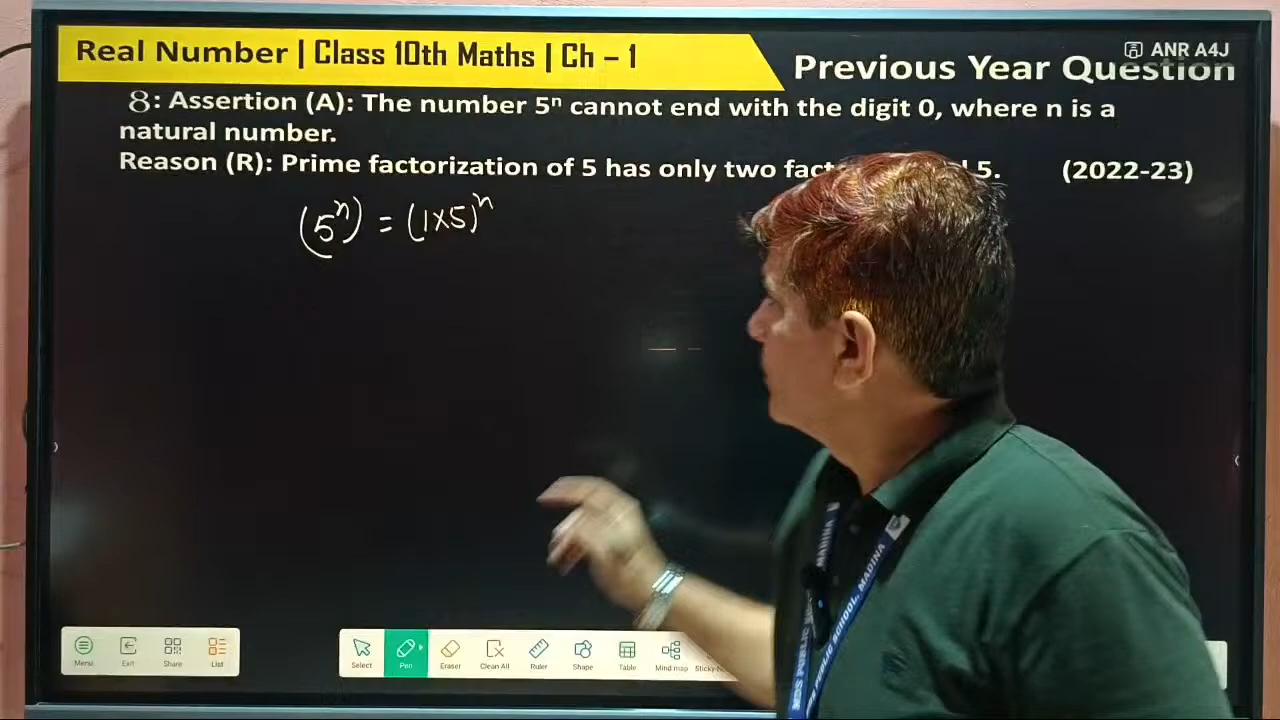 Real Number | Class 10th Maths | Ch – 1
ANR A4J
Previous Year Question
8: Assertion (A): The number 5ⁿ cannot end with the digit 0, where n is a
natural number.
Reason (R): Prime factorization of 5 has only two 5. (2022-23)
(5ⁿ) = (1×5)ⁿ
Menu Exit Share List
Select Pen Eraser Clean All Ruler Shape Table Mind map
SCHOOL, MADINA